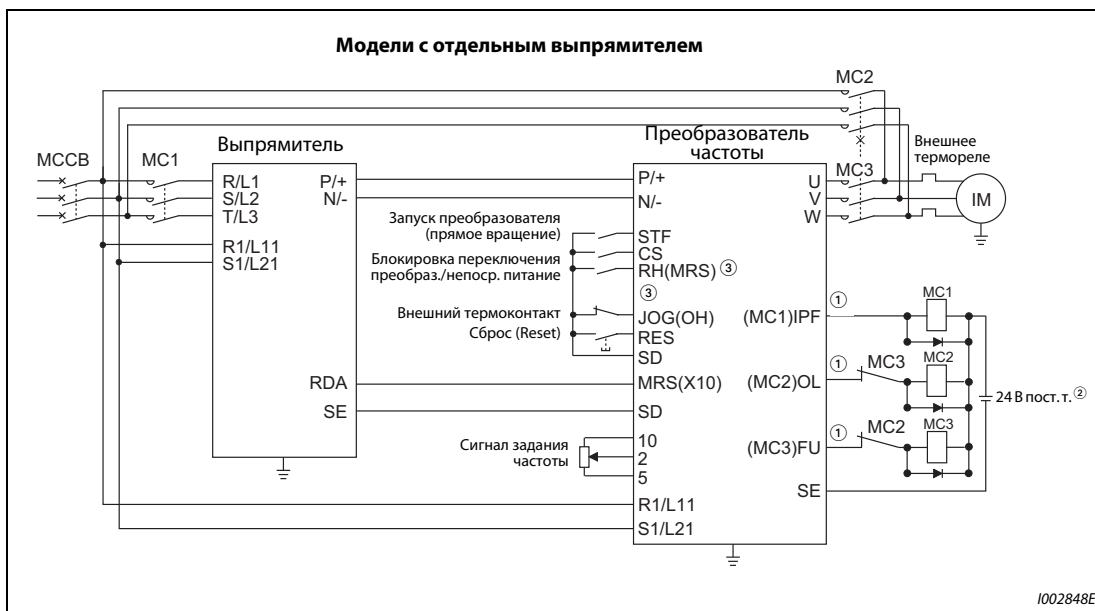 Модели с отдельным выпрямителем
MC2
Выпрямитель
Преобразователь
частоты
Внешнее
термореле
MCCB
MC1
MC3
R/L1
S/L2
T/L3
R1/L11
S1/L21
P/+
N/-
P/+
N/-
U
V
W
IM
Запуск преобразователя
(прямое вращение)
Блокировка переключения
преобраз./непоср. питание
Внешний термоконтакт
Сброс (Reset)
STF
CS
RH(MRS) ③
③
JOG(OH)
RES
SD
(MC1)IPF
①
MC1
RDA
MRS(X10)
(MC2)OL
①
MC3
MC2
24 В пост. т. ②
SE
SD
Сигнал задания
частоты
10
2
5
(MC3)FU
①
MC2
MC3
SE
R1/L11
S1/L21
I002848E